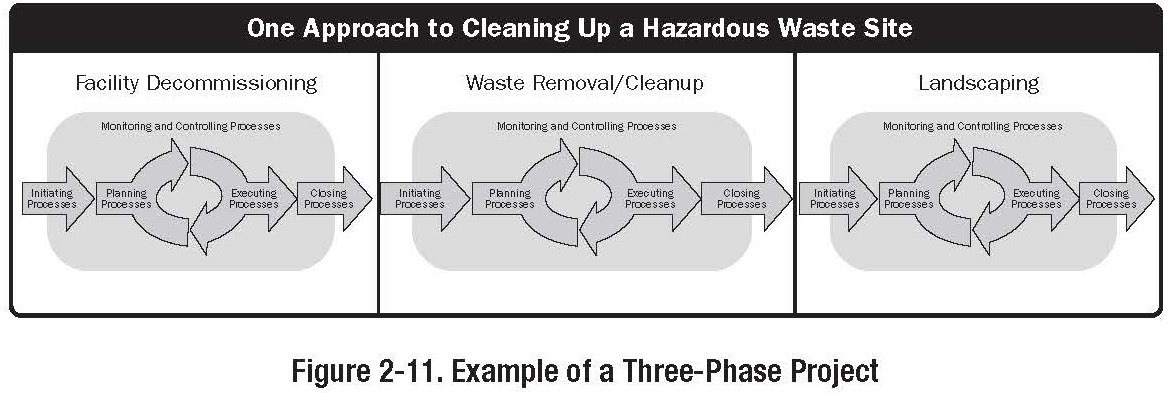 One Approach to Cleaning Up a Hazardous Waste Site
Facility Decommissioning
Monitoring and Controlling Processes
Initiating
Processes
Planning
Processes
Executing
Processes
Closing
Processes
Waste Removal/Cleanup
Monitoring and Controlling Processes
Initiating
Processes
Planning
Processes
Executing
Processes
Closing
Processes
Landscaping
Monitoring and Controlling Processes
Initiating
Processes
Planning
Processes
Executing
Processes
Closing
Processes
Figure 2-11. Example of a Three-Phase Project